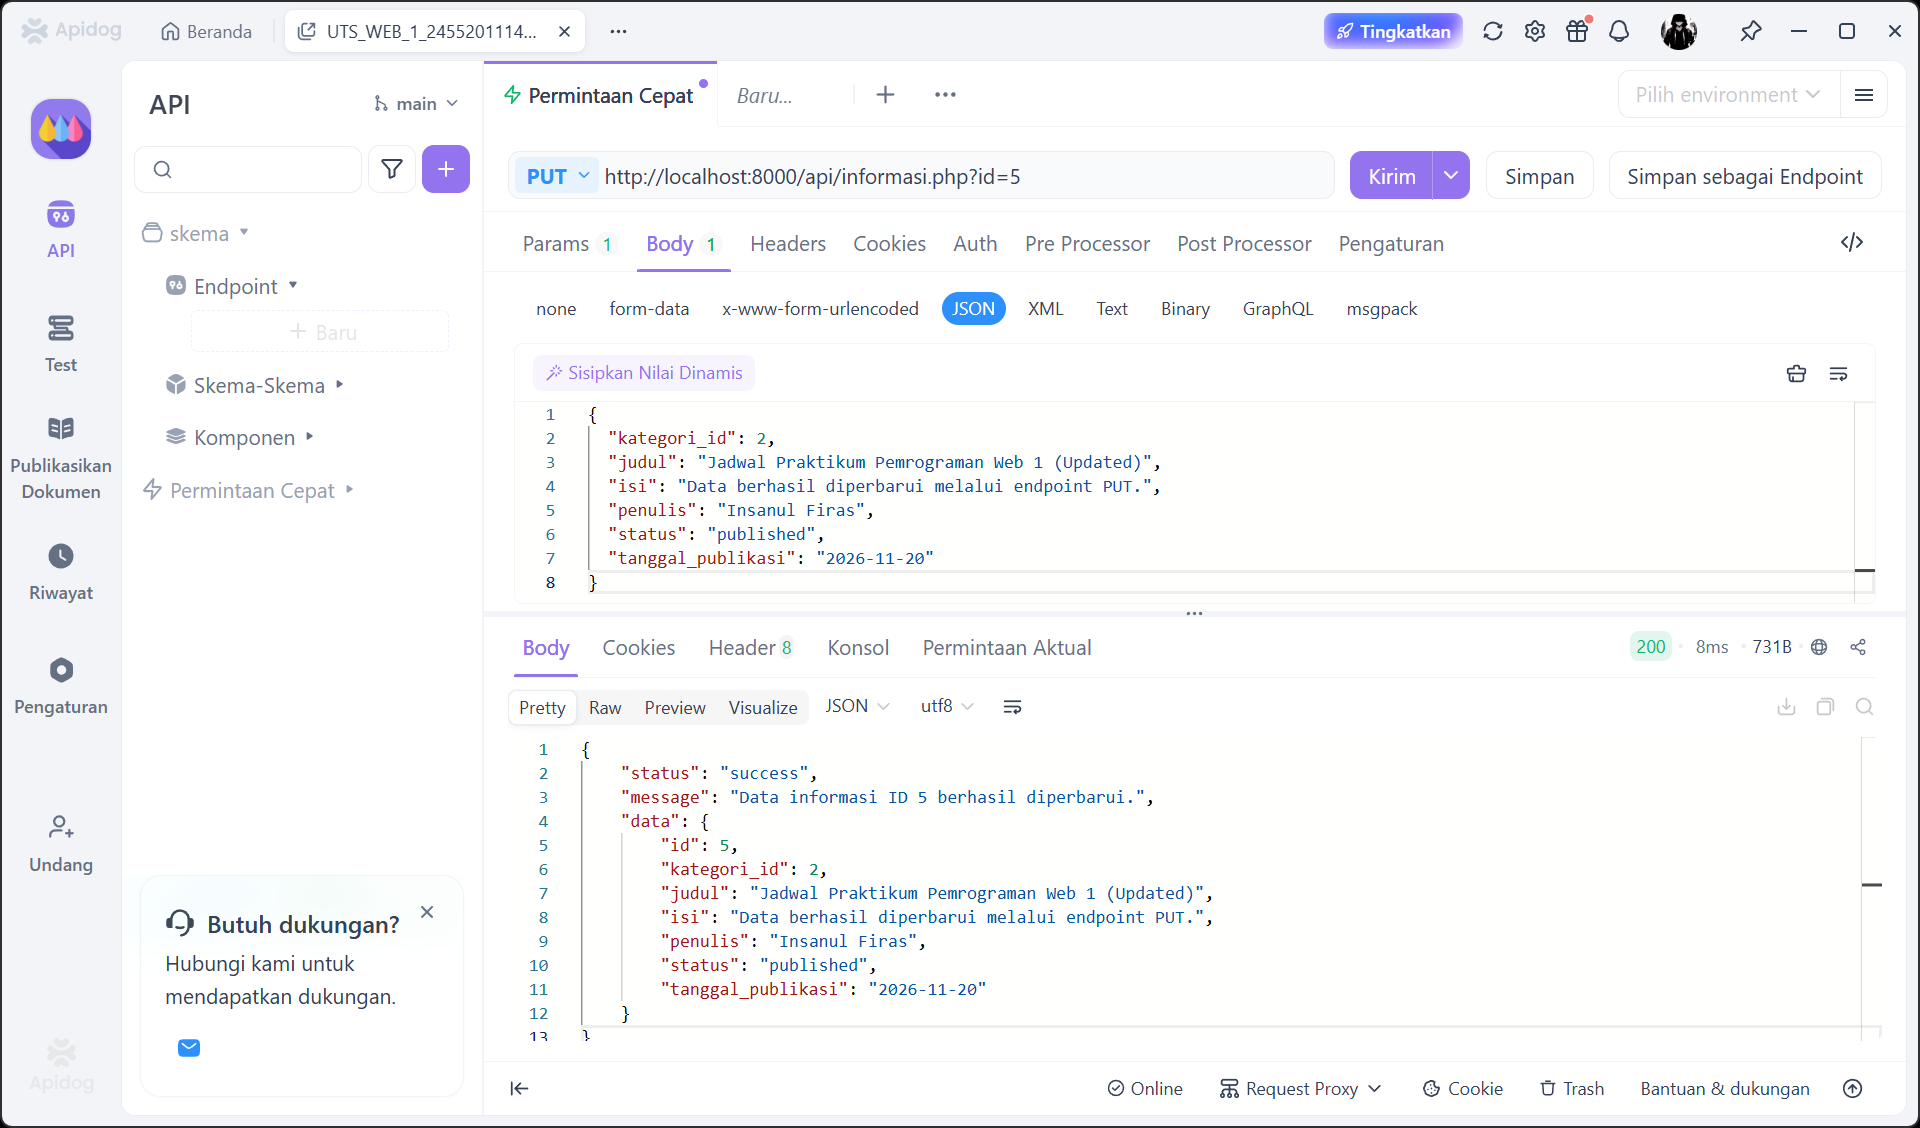 Apidog
Beranda
UTS_WEB_1_2455201114...
Tingkatkan
API
Test
Publikasikan
Dokumen
Riwayat
Pengaturan
Undang
Apidog
API
main
skema
Endpoint
Baru
Skema-Skema
Komponen
Permintaan Cepat
Butuh dukungan?
Hubungi kami untuk
mendapatkan dukungan.
Permintaan Cepat
Baru...
Pilih environment
PUT http://localhost:8000/api/informasi.php?id=5
Kirim
Simpan
Simpan sebagai Endpoint
Params 1 Body 1 Headers Cookies Auth Pre Processor Post Processor Pengaturan
none form-data x-www-form-urlencoded JSON XML Text Binary GraphQL msgpack
Sisipkan Nilai Dinamis
1 {
2 "kategori_id": 2,
3 "judul": "Jadwal Praktikum Pemrograman Web 1 (Updated)",
4 "isi": "Data berhasil diperbarui melalui endpoint PUT.",
5 "penulis": "Insanul Firas",
6 "status": "published",
7 "tanggal_publikasi": "2026-11-20"
8 }
Body Cookies Header 8 Konsol Permintaan Aktual
200 8ms 731B
Pretty Raw Preview Visualize JSON utf8
1 {
2 "status": "success",
3 "message": "Data informasi ID 5 berhasil diperbarui.",
4 "data": {
5 "id": 5,
6 "kategori_id": 2,
7 "judul": "Jadwal Praktikum Pemrograman Web 1 (Updated)",
8 "isi": "Data berhasil diperbarui melalui endpoint PUT.",
9 "penulis": "Insanul Firas",
10 "status": "published",
11 "tanggal_publikasi": "2026-11-20"
12 }
13 }
Online
Request Proxy
Cookie
Trash
Bantuan & dukungan